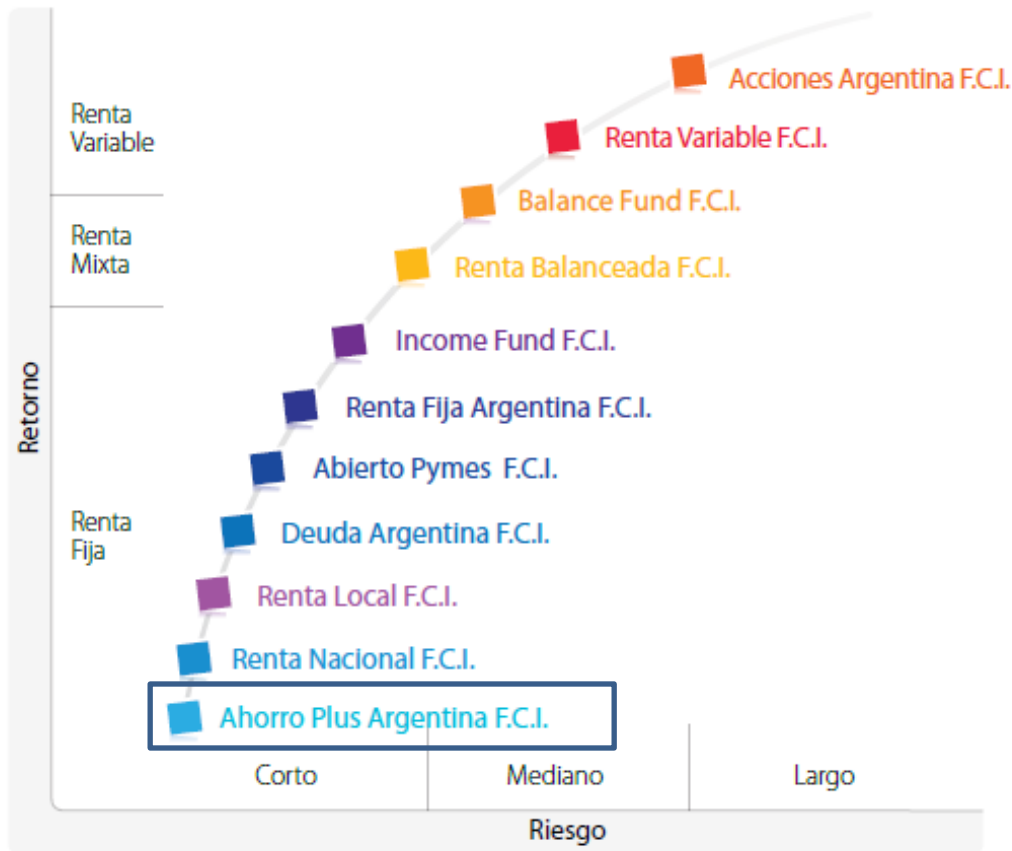 Acciones Argentina F.C.I.
Renta
Variable
Renta Variable F.C.I.
Balance Fund F.C.I.
Renta
Mixta
Renta Balanceada F.C.I.
Income Fund F.C.I.
Retorno
Renta Fija Argentina F.C.I.
Abierto Pymes F.C.I.
Renta
Fija
Deuda Argentina F.C.I.
Renta Local F.C.I.
Renta Nacional F.C.I.
Ahorro Plus Argentina F.C.I.
Corto Mediano Largo
Riesgo